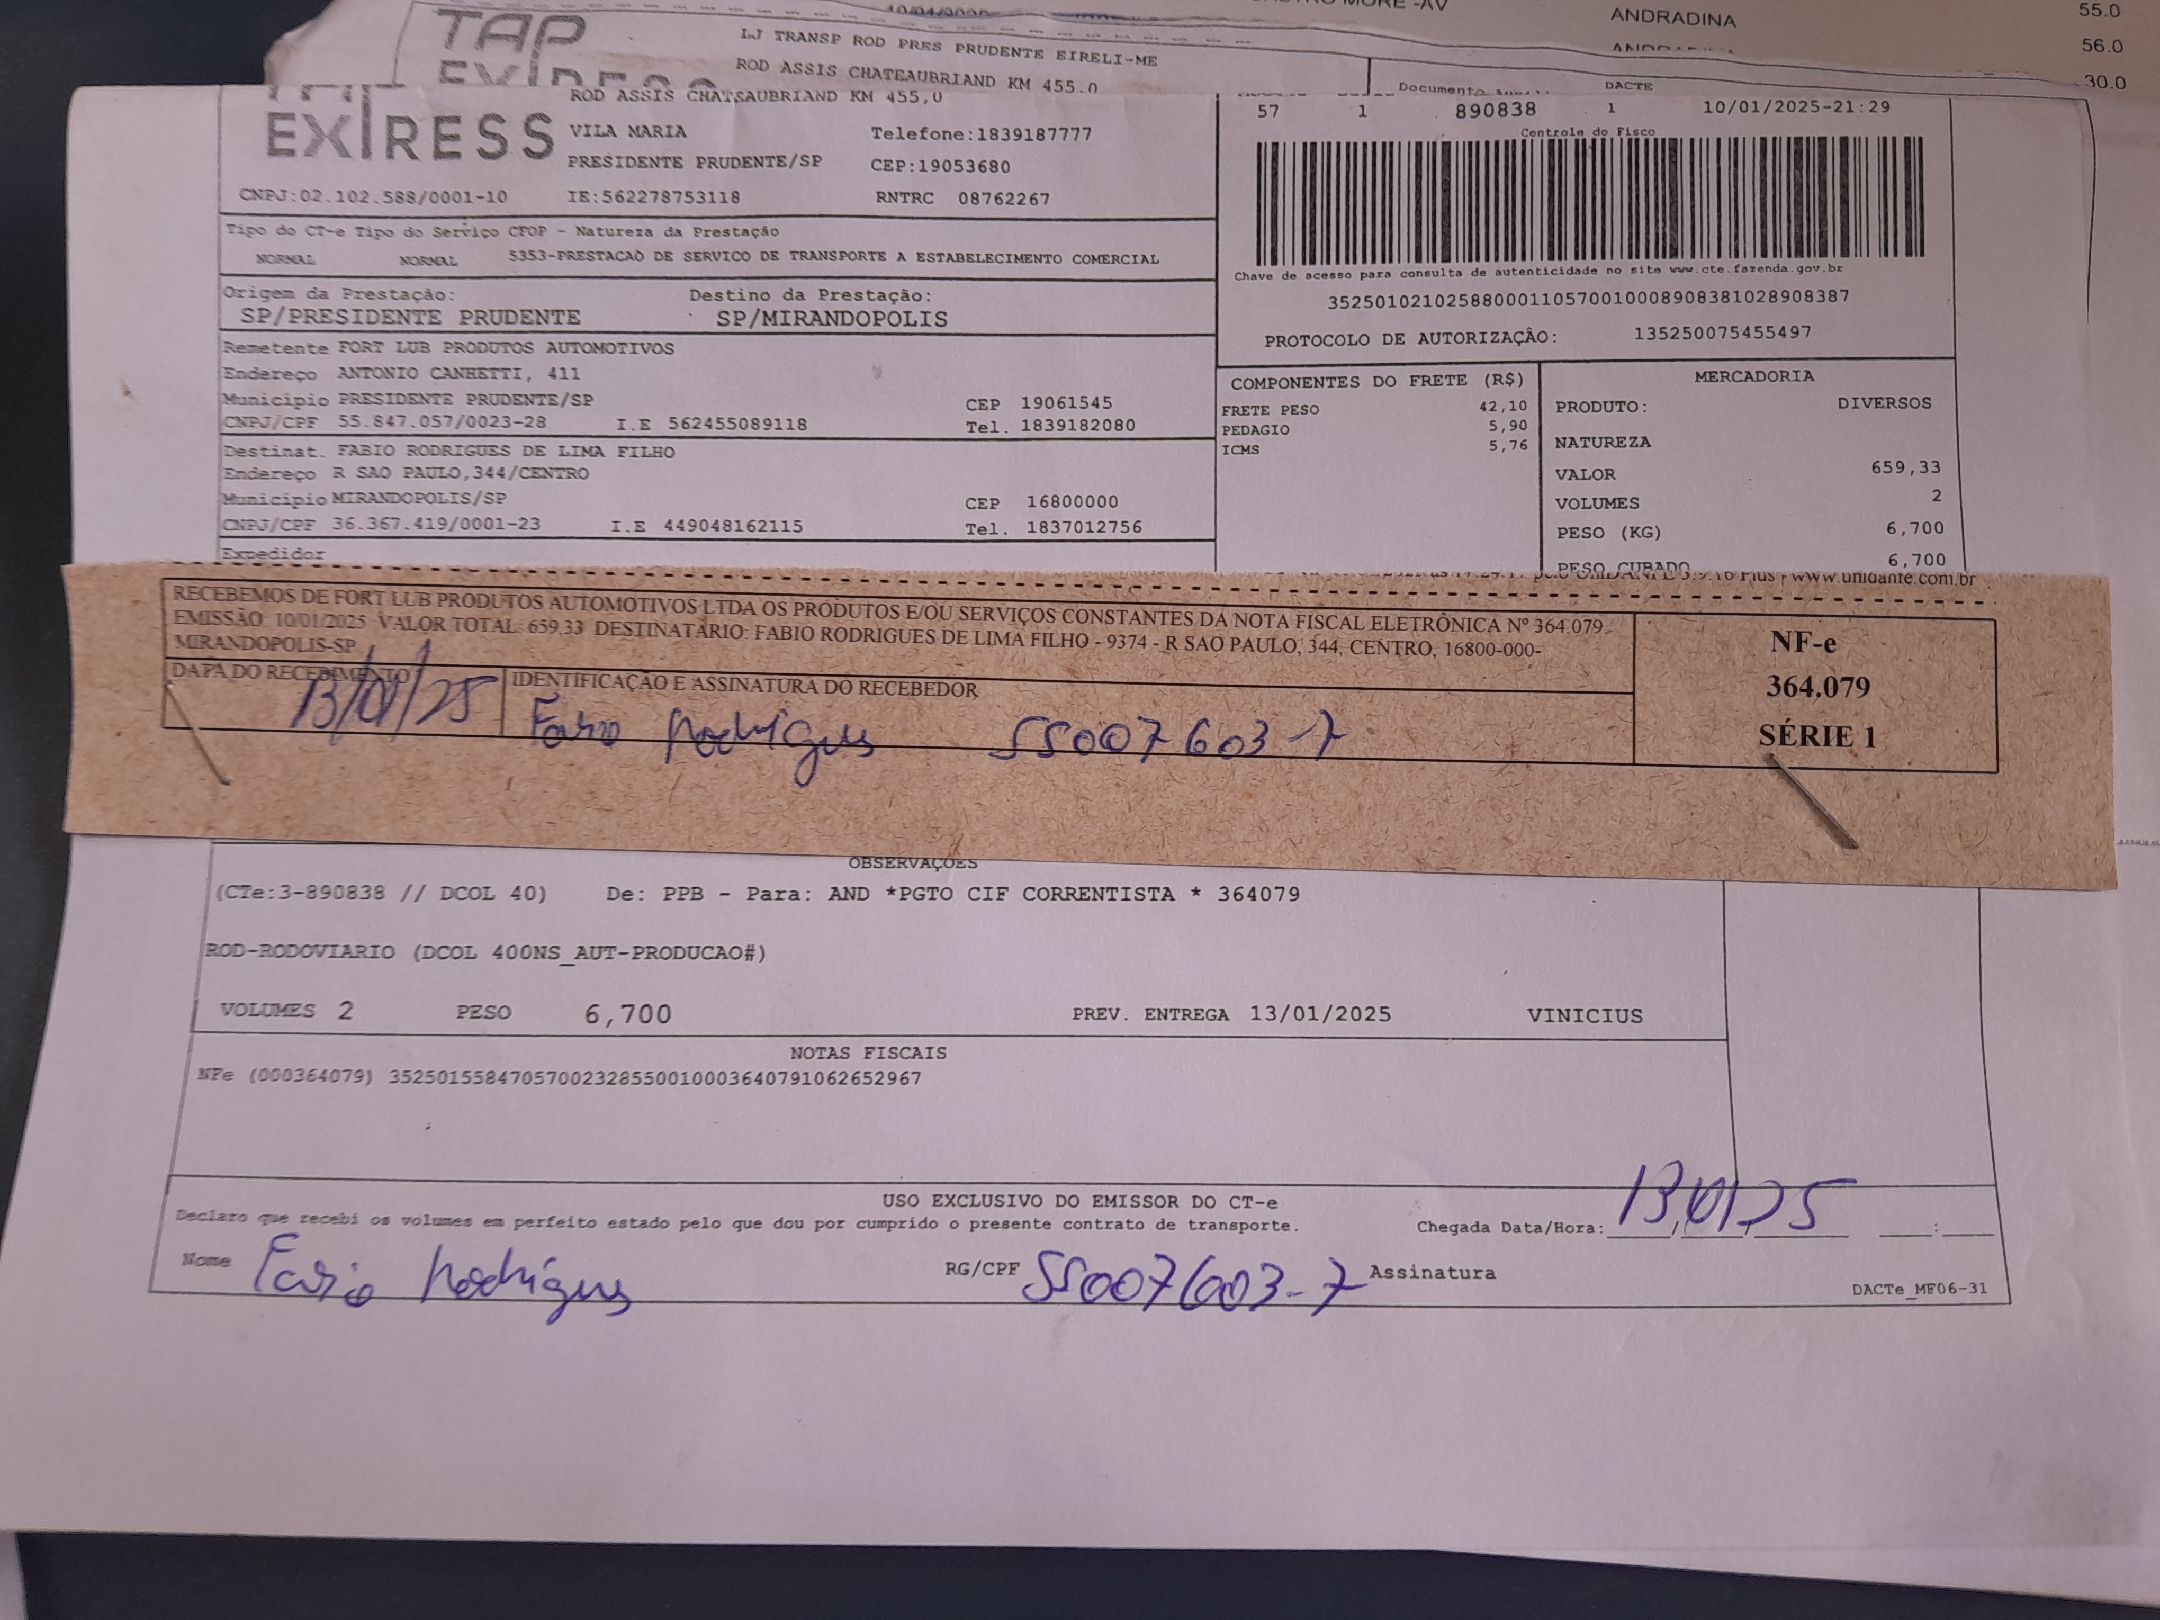 ANDRADINA 55.0
56.0
30.0
TAP
LJ TRANSP ROD PRES PRUDENTE EIRELI-ME
ROD ASSIS CHATEAUBRIAND KM 455.0
EXPRESS
ROD ASSIS CHATEAUBRIAND KM 455,0
VILA MARIA Telefone:1839187777
PRESIDENTE PRUDENTE/SP CEP:19053680
CNPJ:02.102.588/0001-10 IE:562278753118 RNTRC 08762267
Documento DACTE
57 1 890838 1 10/01/2025-21:29
Controle do Fisco
Chave de acesso para consulta de autenticidade no site www.cte.fazenda.gov.br
35250102102588000110570010008908381028908387
PROTOCOLO DE AUTORIZAÇÂO: 135250075455497
Tipo do CT-e Tipo do Serviço CFOP - Natureza da Prestação
NORMAL NORMAL 5353-PRESTACAO DE SERVICO DE TRANSPORTE A ESTABELECIMENTO COMERCIAL
Origem da Prestação: Destino da Prestação:
SP/PRESIDENTE PRUDENTE SP/MIRANDOPOLIS
Remetente FORT LUB PRODUTOS AUTOMOTIVOS
Endereço ANTONIO CANHETTI, 411
Município PRESIDENTE PRUDENTE/SP CEP 19061545
CNPJ/CPF 55.847.057/0023-28 I.E 562455089118 Tel. 1839182080
Destinat. FABIO RODRIGUES DE LIMA FILHO
Endereço R SAO PAULO,344/CENTRO
Município MIRANDOPOLIS/SP CEP 16800000
CNPJ/CPF 36.367.419/0001-23 I.E 449048162115 Tel. 1837012756
Expedidor
COMPONENTES DO FRETE (R$)
FRETE PESO 42,10
PEDAGIO 5,90
ICMS 5,76
MERCADORIA
PRODUTO: DIVERSOS
NATUREZA
VALOR 659,33
VOLUMES 2
PESO (KG) 6,700
PESO CUBADO 6,700
www.unidanfe.com.br
RECEBEMOS DE FORT LUB PRODUTOS AUTOMOTIVOS LTDA OS PRODUTOS E/OU SERVIÇOS CONSTANTES DA NOTA FISCAL ELETRÔNICA Nº 364.079
EMISSÃO: 10/01/2025 VALOR TOTAL: 659,33 DESTINATÁRIO: FABIO RODRIGUES DE LIMA FILHO - 9374 - R SAO PAULO, 344, CENTRO, 16800-000-
MIRANDOPOLIS-SP
DATA DO RECEBIMENTO IDENTIFICAÇÃO E ASSINATURA DO RECEBEDOR
13/01/25 Fabio Rodrigues 55007603-7
NF-e
364.079
SÉRIE 1
OBSERVAÇÕES
(CTe:3-890838 // DCOL 40) De: PPB - Para: AND *PGTO CIF CORRENTISTA * 364079
ROD-RODOVIARIO (DCOL 400NS_AUT-PRODUCAO#)
VOLUMES 2 PESO 6,700 PREV. ENTREGA 13/01/2025 VINICIUS
NOTAS FISCAIS
NFe (000364079) 35250155847057002328550010003640791062652967
USO EXCLUSIVO DO EMISSOR DO CT-e
Declaro que recebi os volumes em perfeito estado pelo que dou por cumprido o presente contrato de transporte. Chegada Data/Hora: 13/01/25 :
Nome Fabio Rodrigues RG/CPF 55007603-7 Assinatura
DACTe_MF06-31